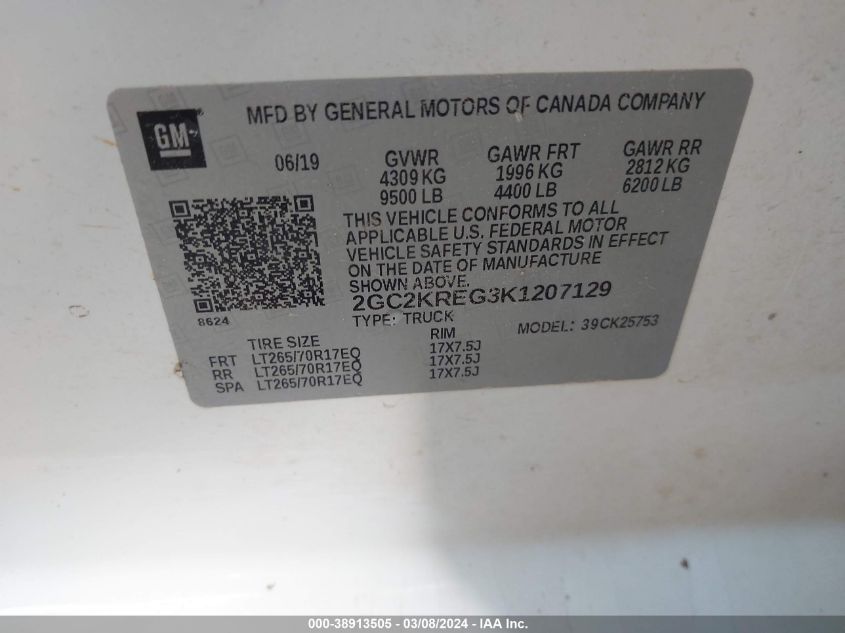 MFD BY GENERAL MOTORS OF CANADA COMPANY
GM
06/19 GVWR GAWR FRT GAWR RR
4309 KG 1996 KG 2812 KG
9500 LB 4400 LB 6200 LB
THIS VEHICLE CONFORMS TO ALL
APPLICABLE U.S. FEDERAL MOTOR
VEHICLE SAFETY STANDARDS IN EFFECT
ON THE DATE OF MANUFACTURE
SHOWN ABOVE.
2GC2KREG3K1207129
8624 TYPE: TRUCK MODEL: 39CK25753
TIRE SIZE RIM
FRT LT265/70R17EQ 17X7.5J
RR LT265/70R17EQ 17X7.5J
SPA LT265/70R17EQ 17X7.5J
000-38913505 - 03/08/2024 - IAA Inc.